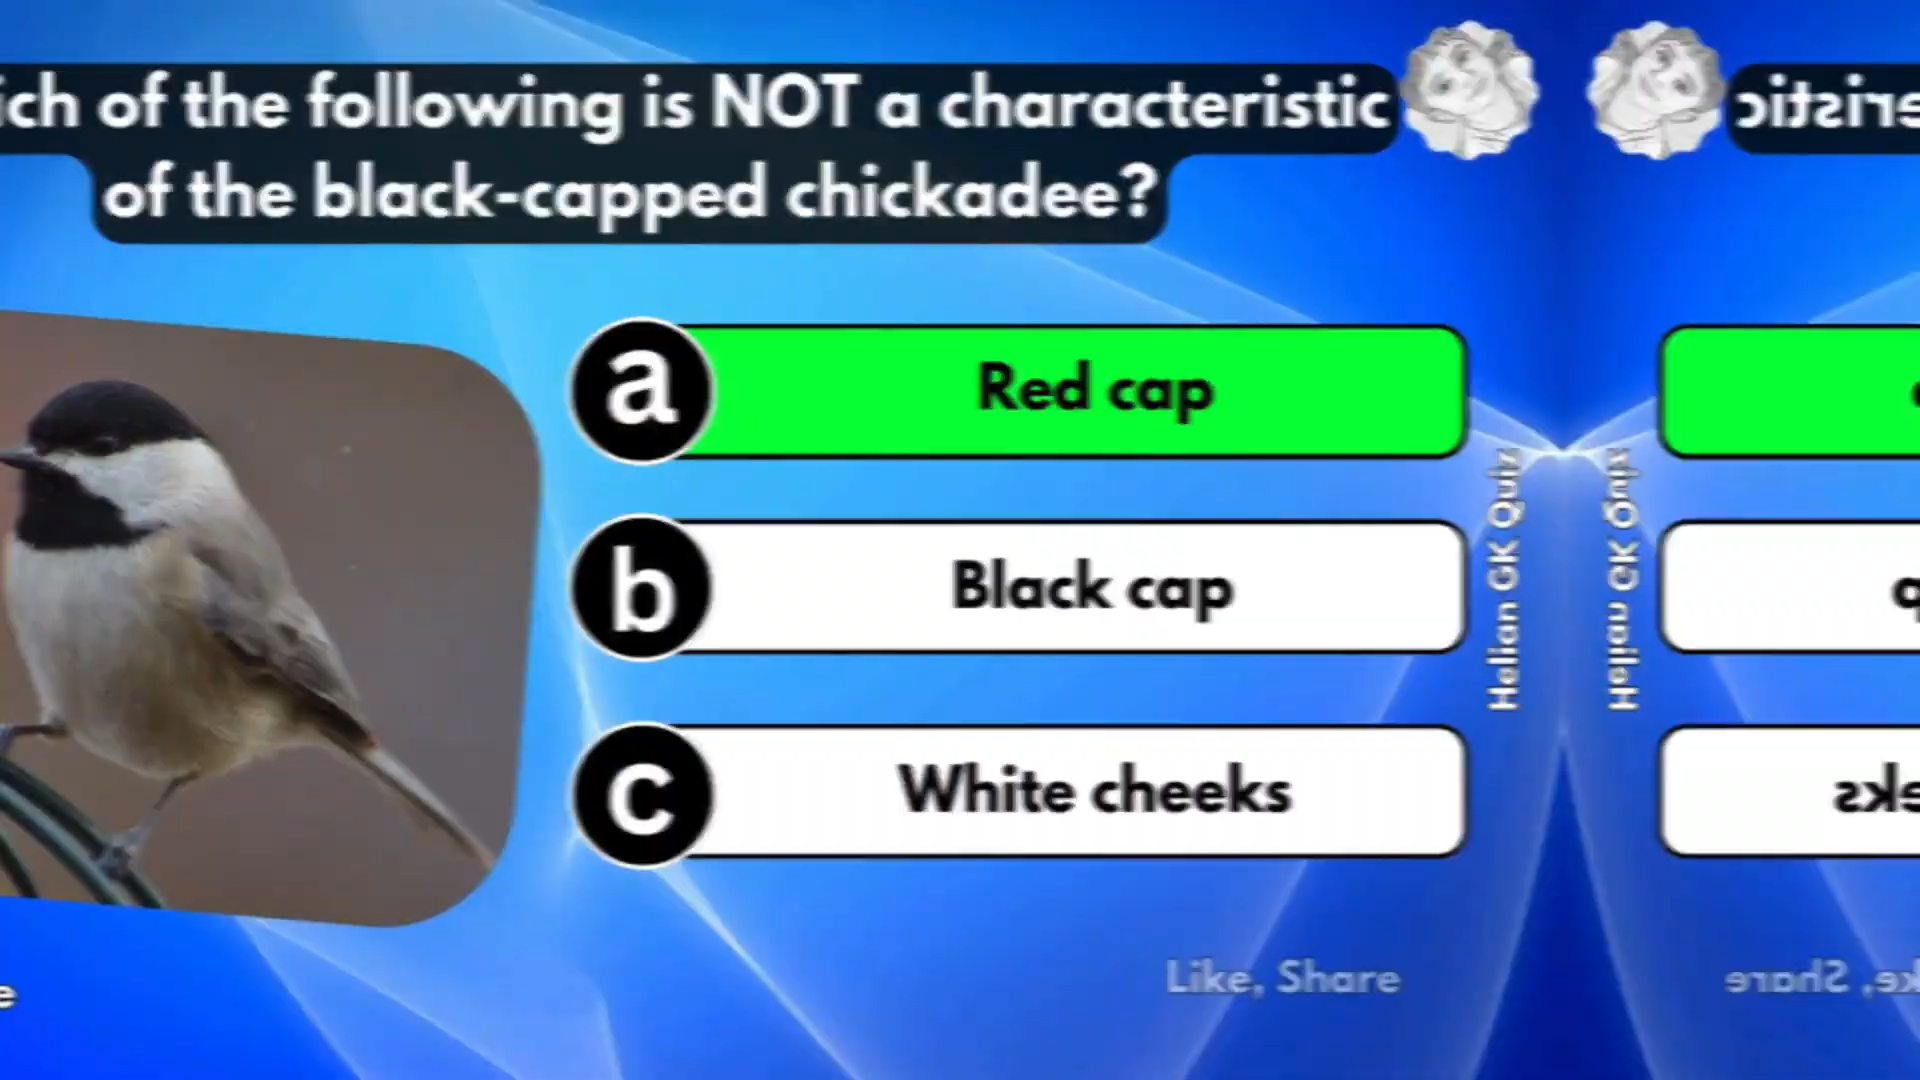 ich of the following is NOT a characteristic
of the black-capped chickadee?
a Red cap
b Black cap
c White cheeks
Helian GK Quiz
Like, Share
e